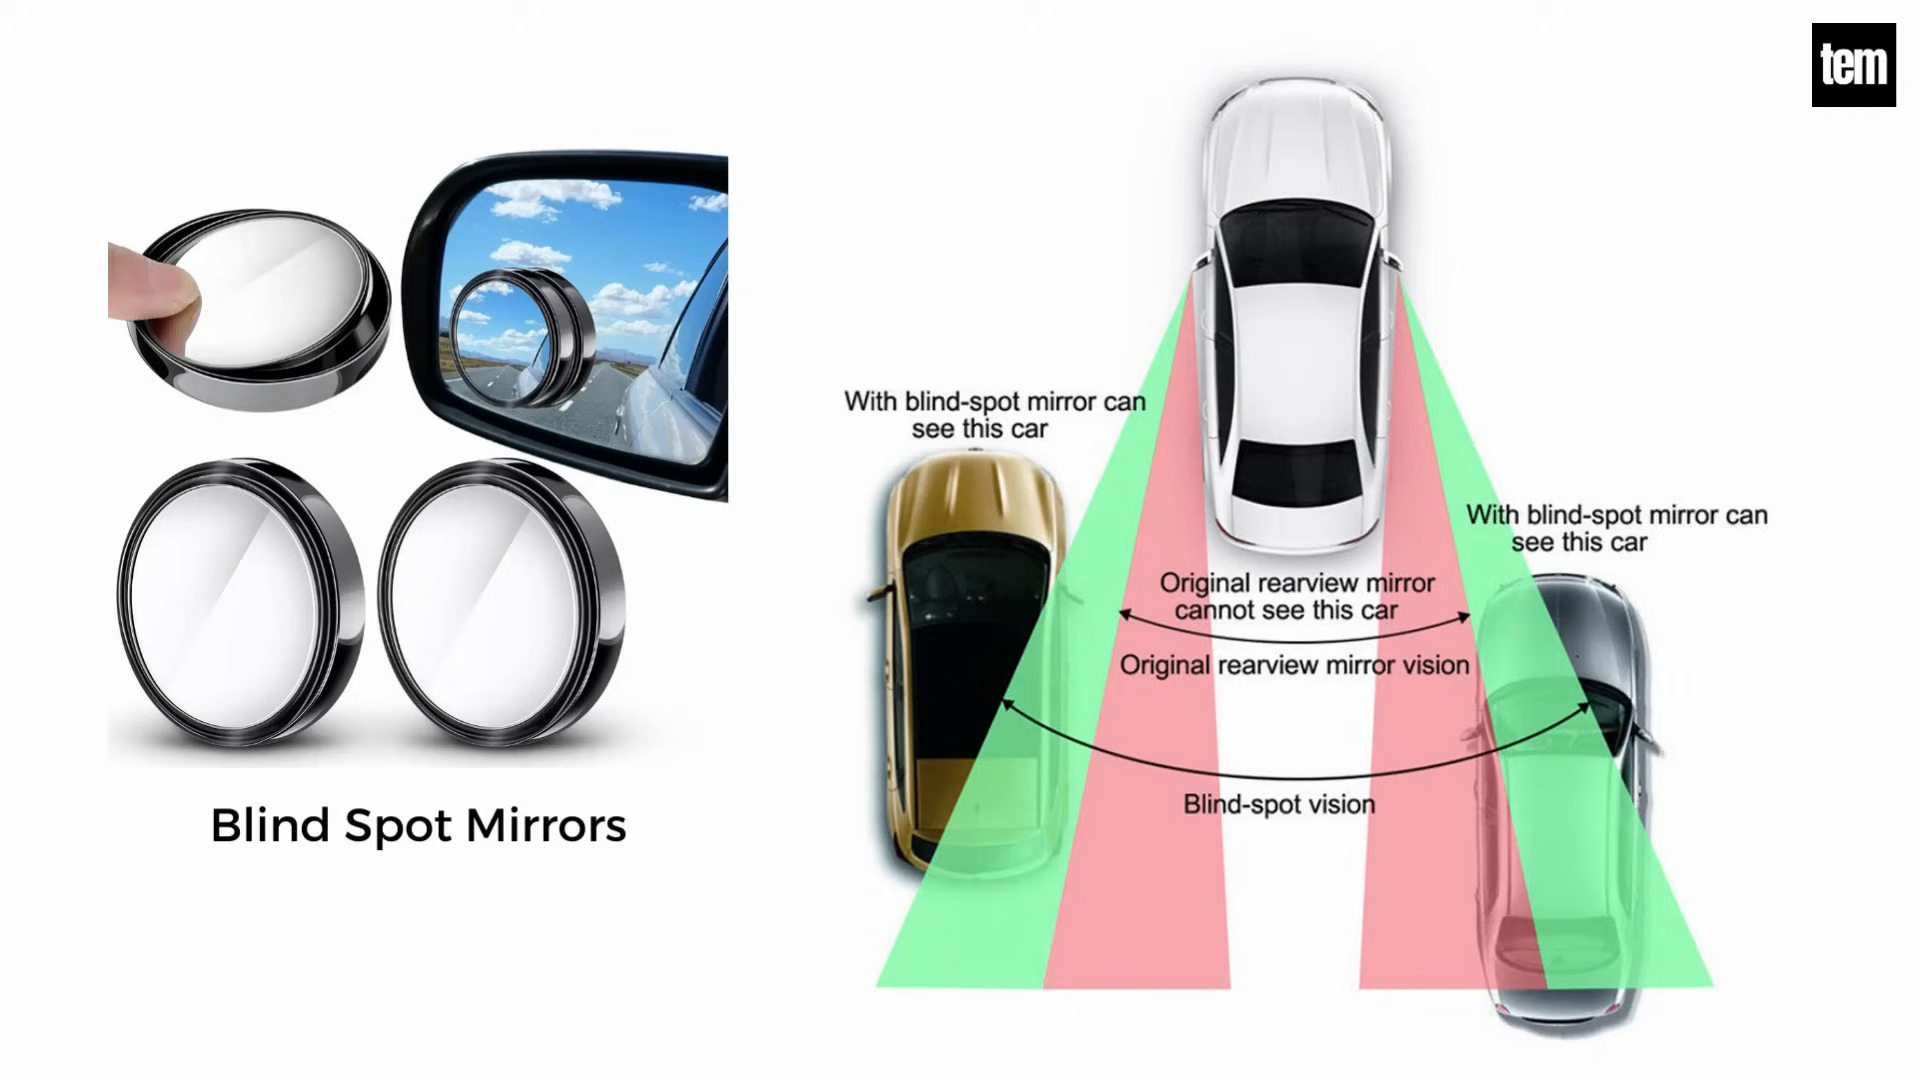 tem
With blind-spot mirror can
see this car
With blind-spot mirror can
see this car
Original rearview mirror
cannot see this car
Original rearview mirror vision
Blind-spot vision
Blind Spot Mirrors